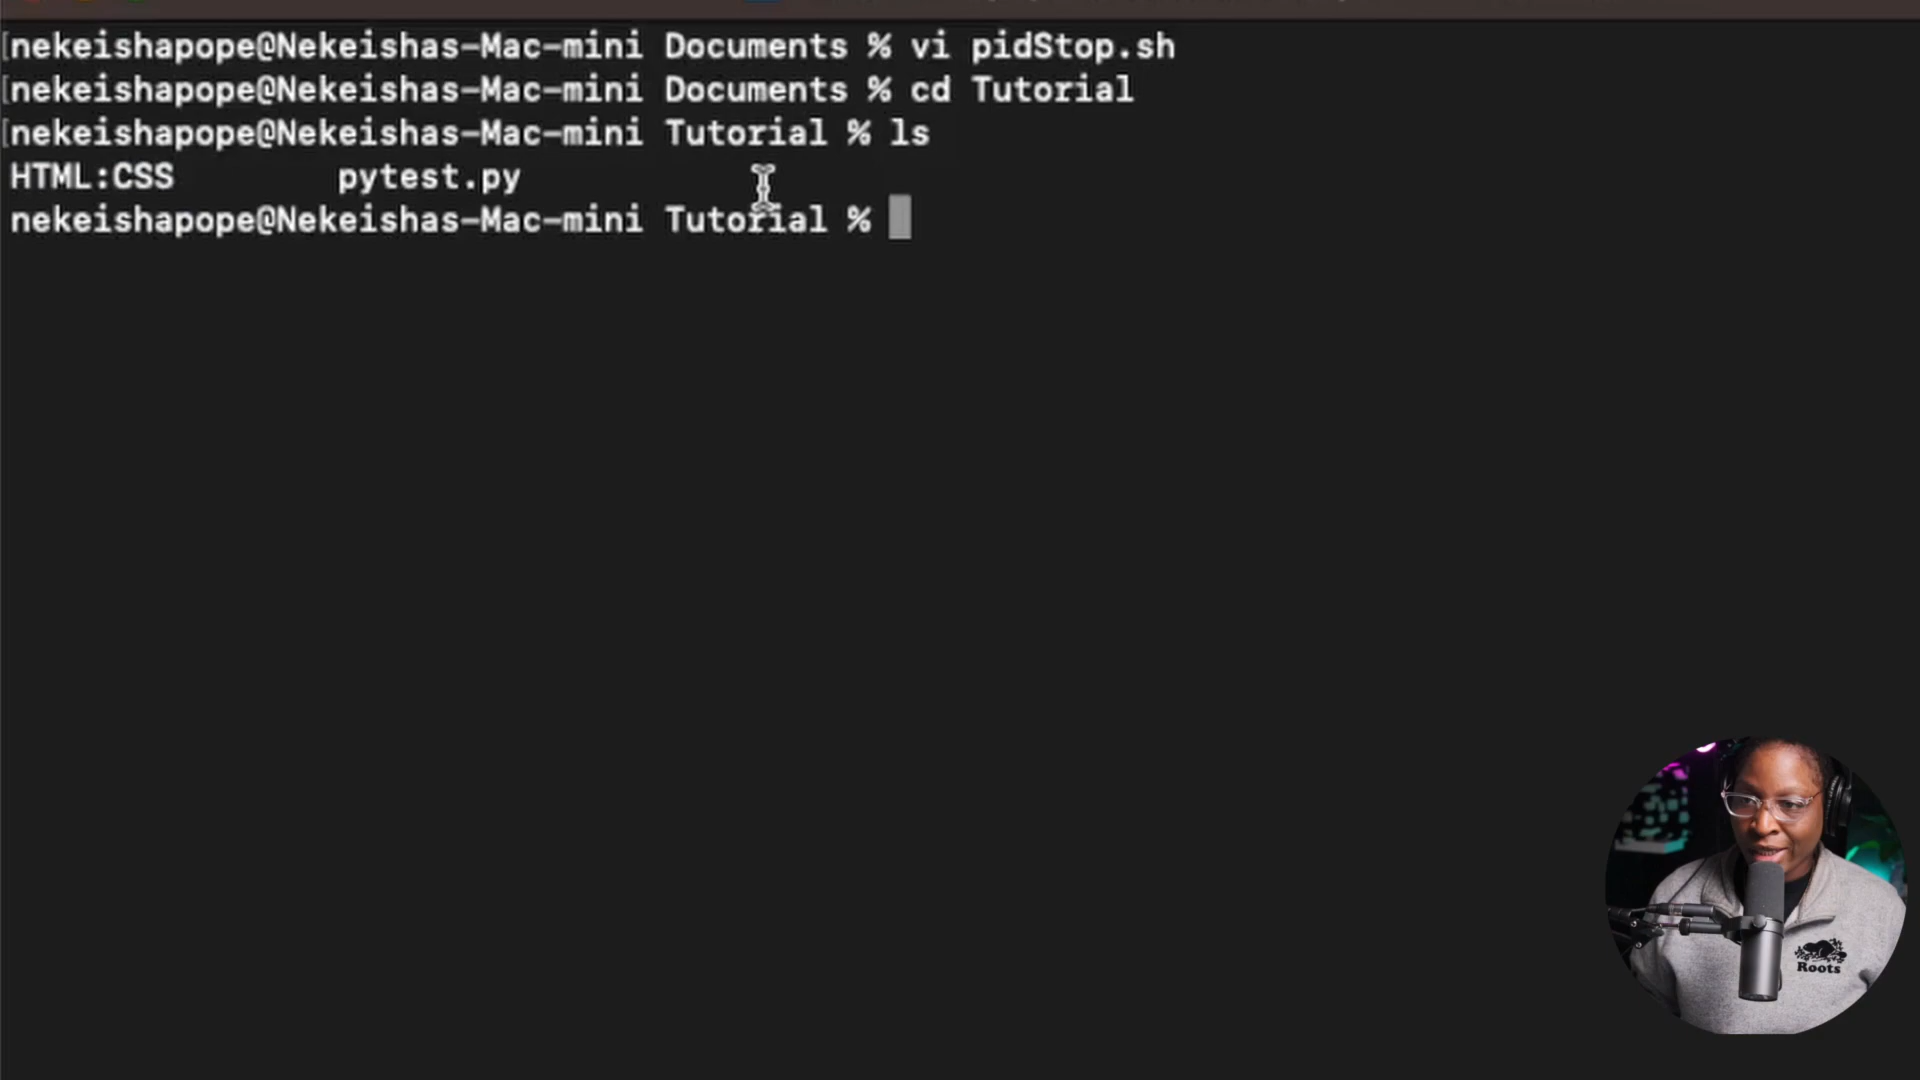 [nekeishapope@Nekeishas-Mac-mini Documents % vi pidStop.sh
[nekeishapope@Nekeishas-Mac-mini Documents % cd Tutorial
[nekeishapope@Nekeishas-Mac-mini Tutorial % ls
HTML:CSS pytest.py
nekeishapope@Nekeishas-Mac-mini Tutorial %
Roots